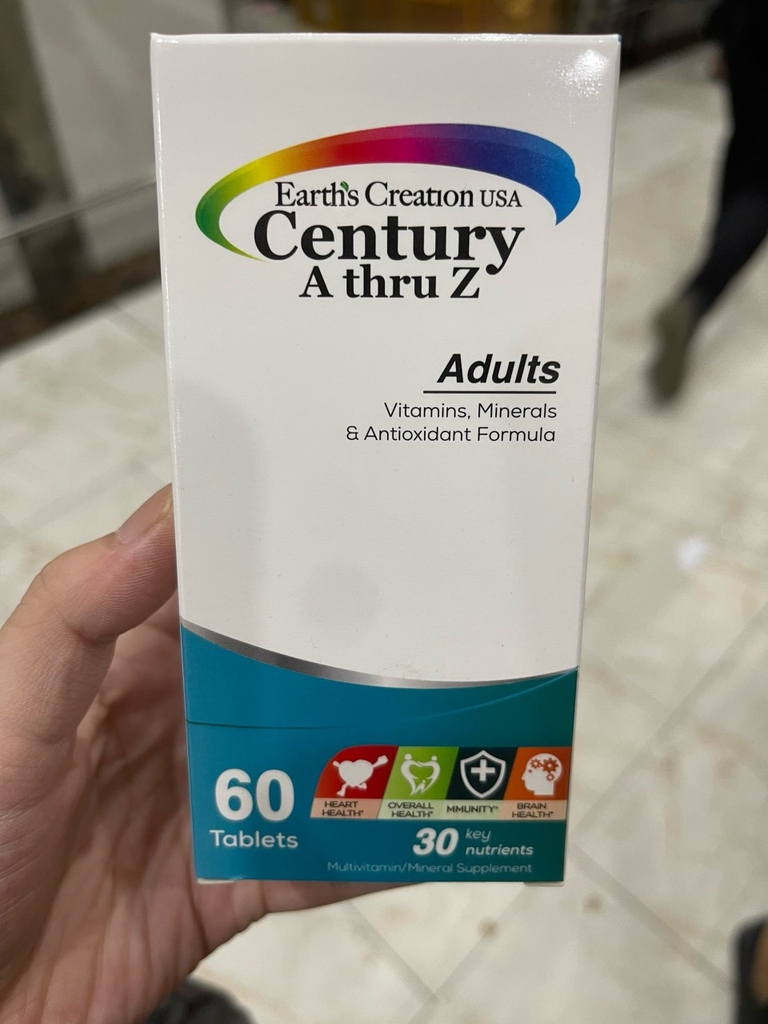 Earth's Creation USA
Century
A thru Z
Adults
Vitamins, Minerals
& Antioxidant Formula
60
Tablets
HEART
HEALTH*
OVERALL
HEALTH*
MMUNITY*
BRAIN
HEALTH*
30 key
nutrients
Multivitamin/Mineral Supplement